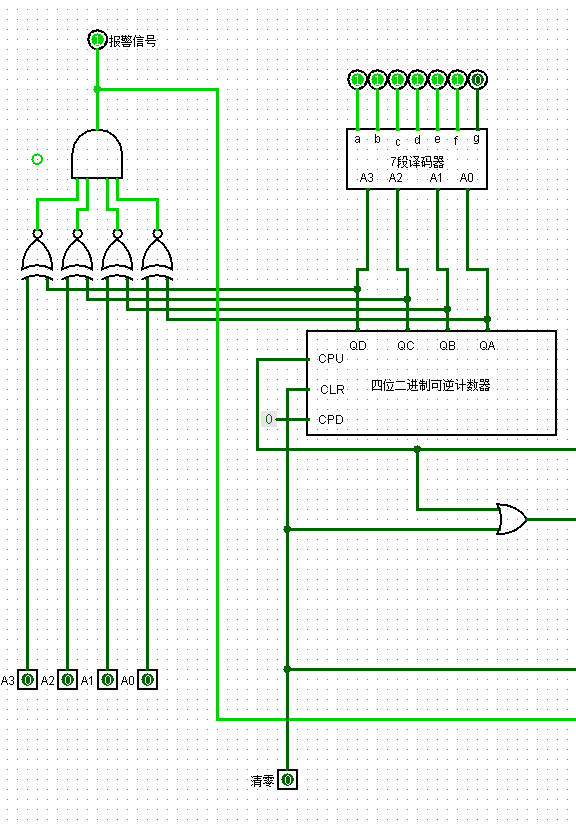 1 报警信号
1 1 1 1 1 1 0
a b c d e f g
7段译码器
A3 A2 A1 A0
QD QC QB QA
CPU
四位二进制可逆计数器
CLR
0 CPD
A3 0 A2 0 A1 0 A0 0
清零 0